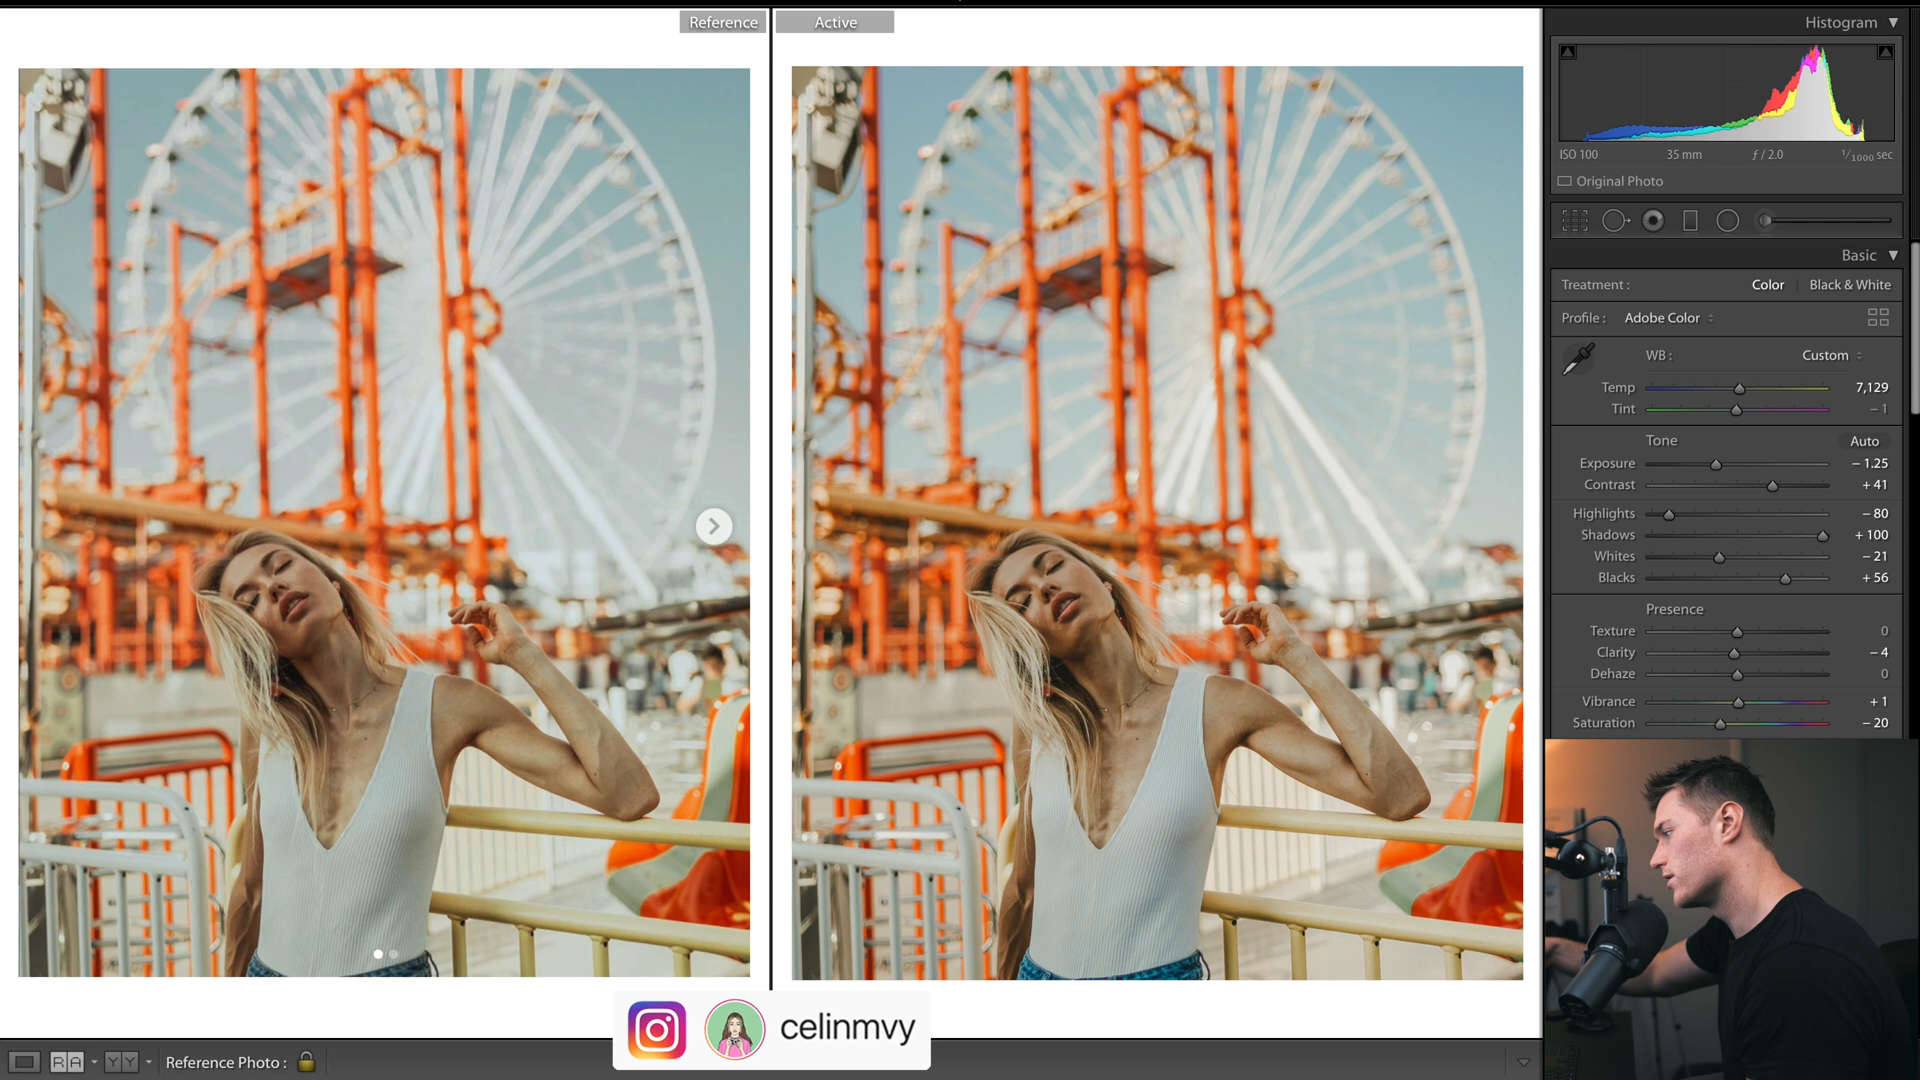 Reference
Active
Histogram
ISO 100 35 mm ƒ / 2.0 1/1000 sec
Original Photo
Basic
Treatment : Color Black & White
Profile : Adobe Color
WB : Custom
Temp 7,129
Tint − 1
Tone Auto
Exposure − 1.25
Contrast + 41
Highlights − 80
Shadows + 100
Whites − 21
Blacks + 56
Presence
Texture 0
Clarity − 4
Dehaze 0
Vibrance + 1
Saturation − 20
celinmvy
R A Y Y Reference Photo :